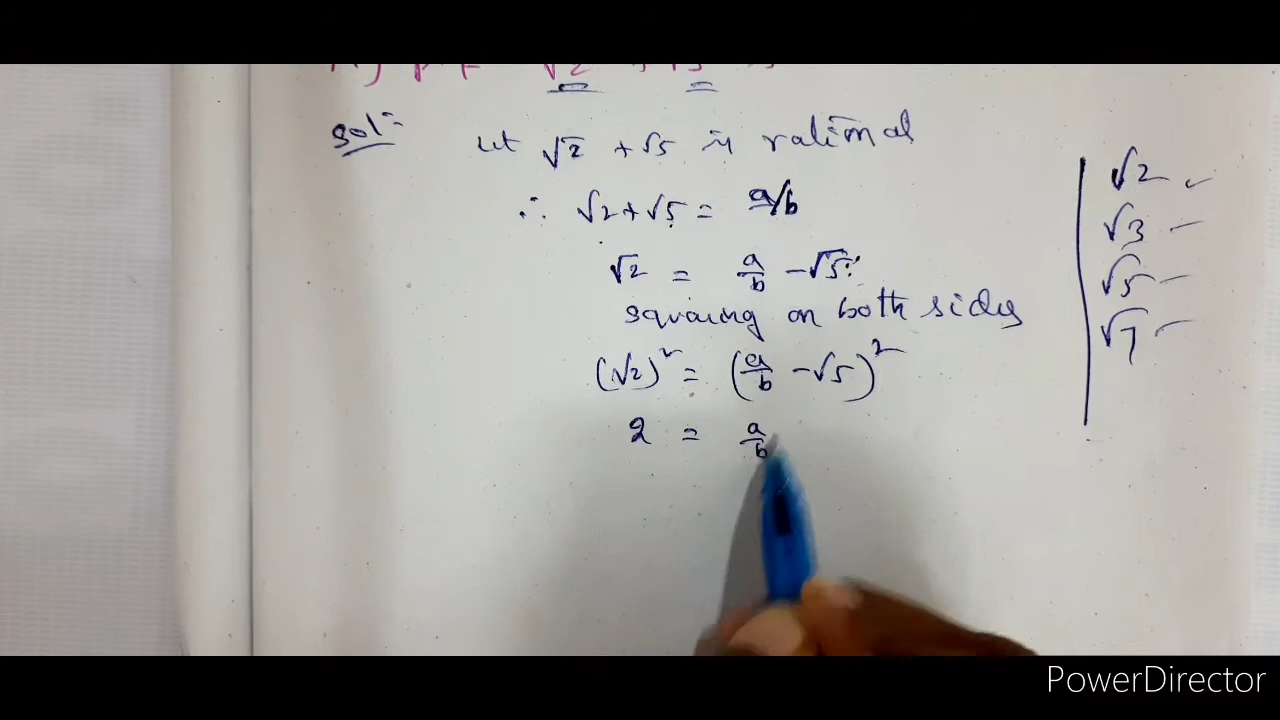 Sol:- let √2 + √5 is rational
∴ √2 + √5 = a/b
√2 = a/b - √5
squaring on both sides
(√2)² = (a/b - √5)²
2 = a/b
√2
√3
√5
√7
PowerDirector